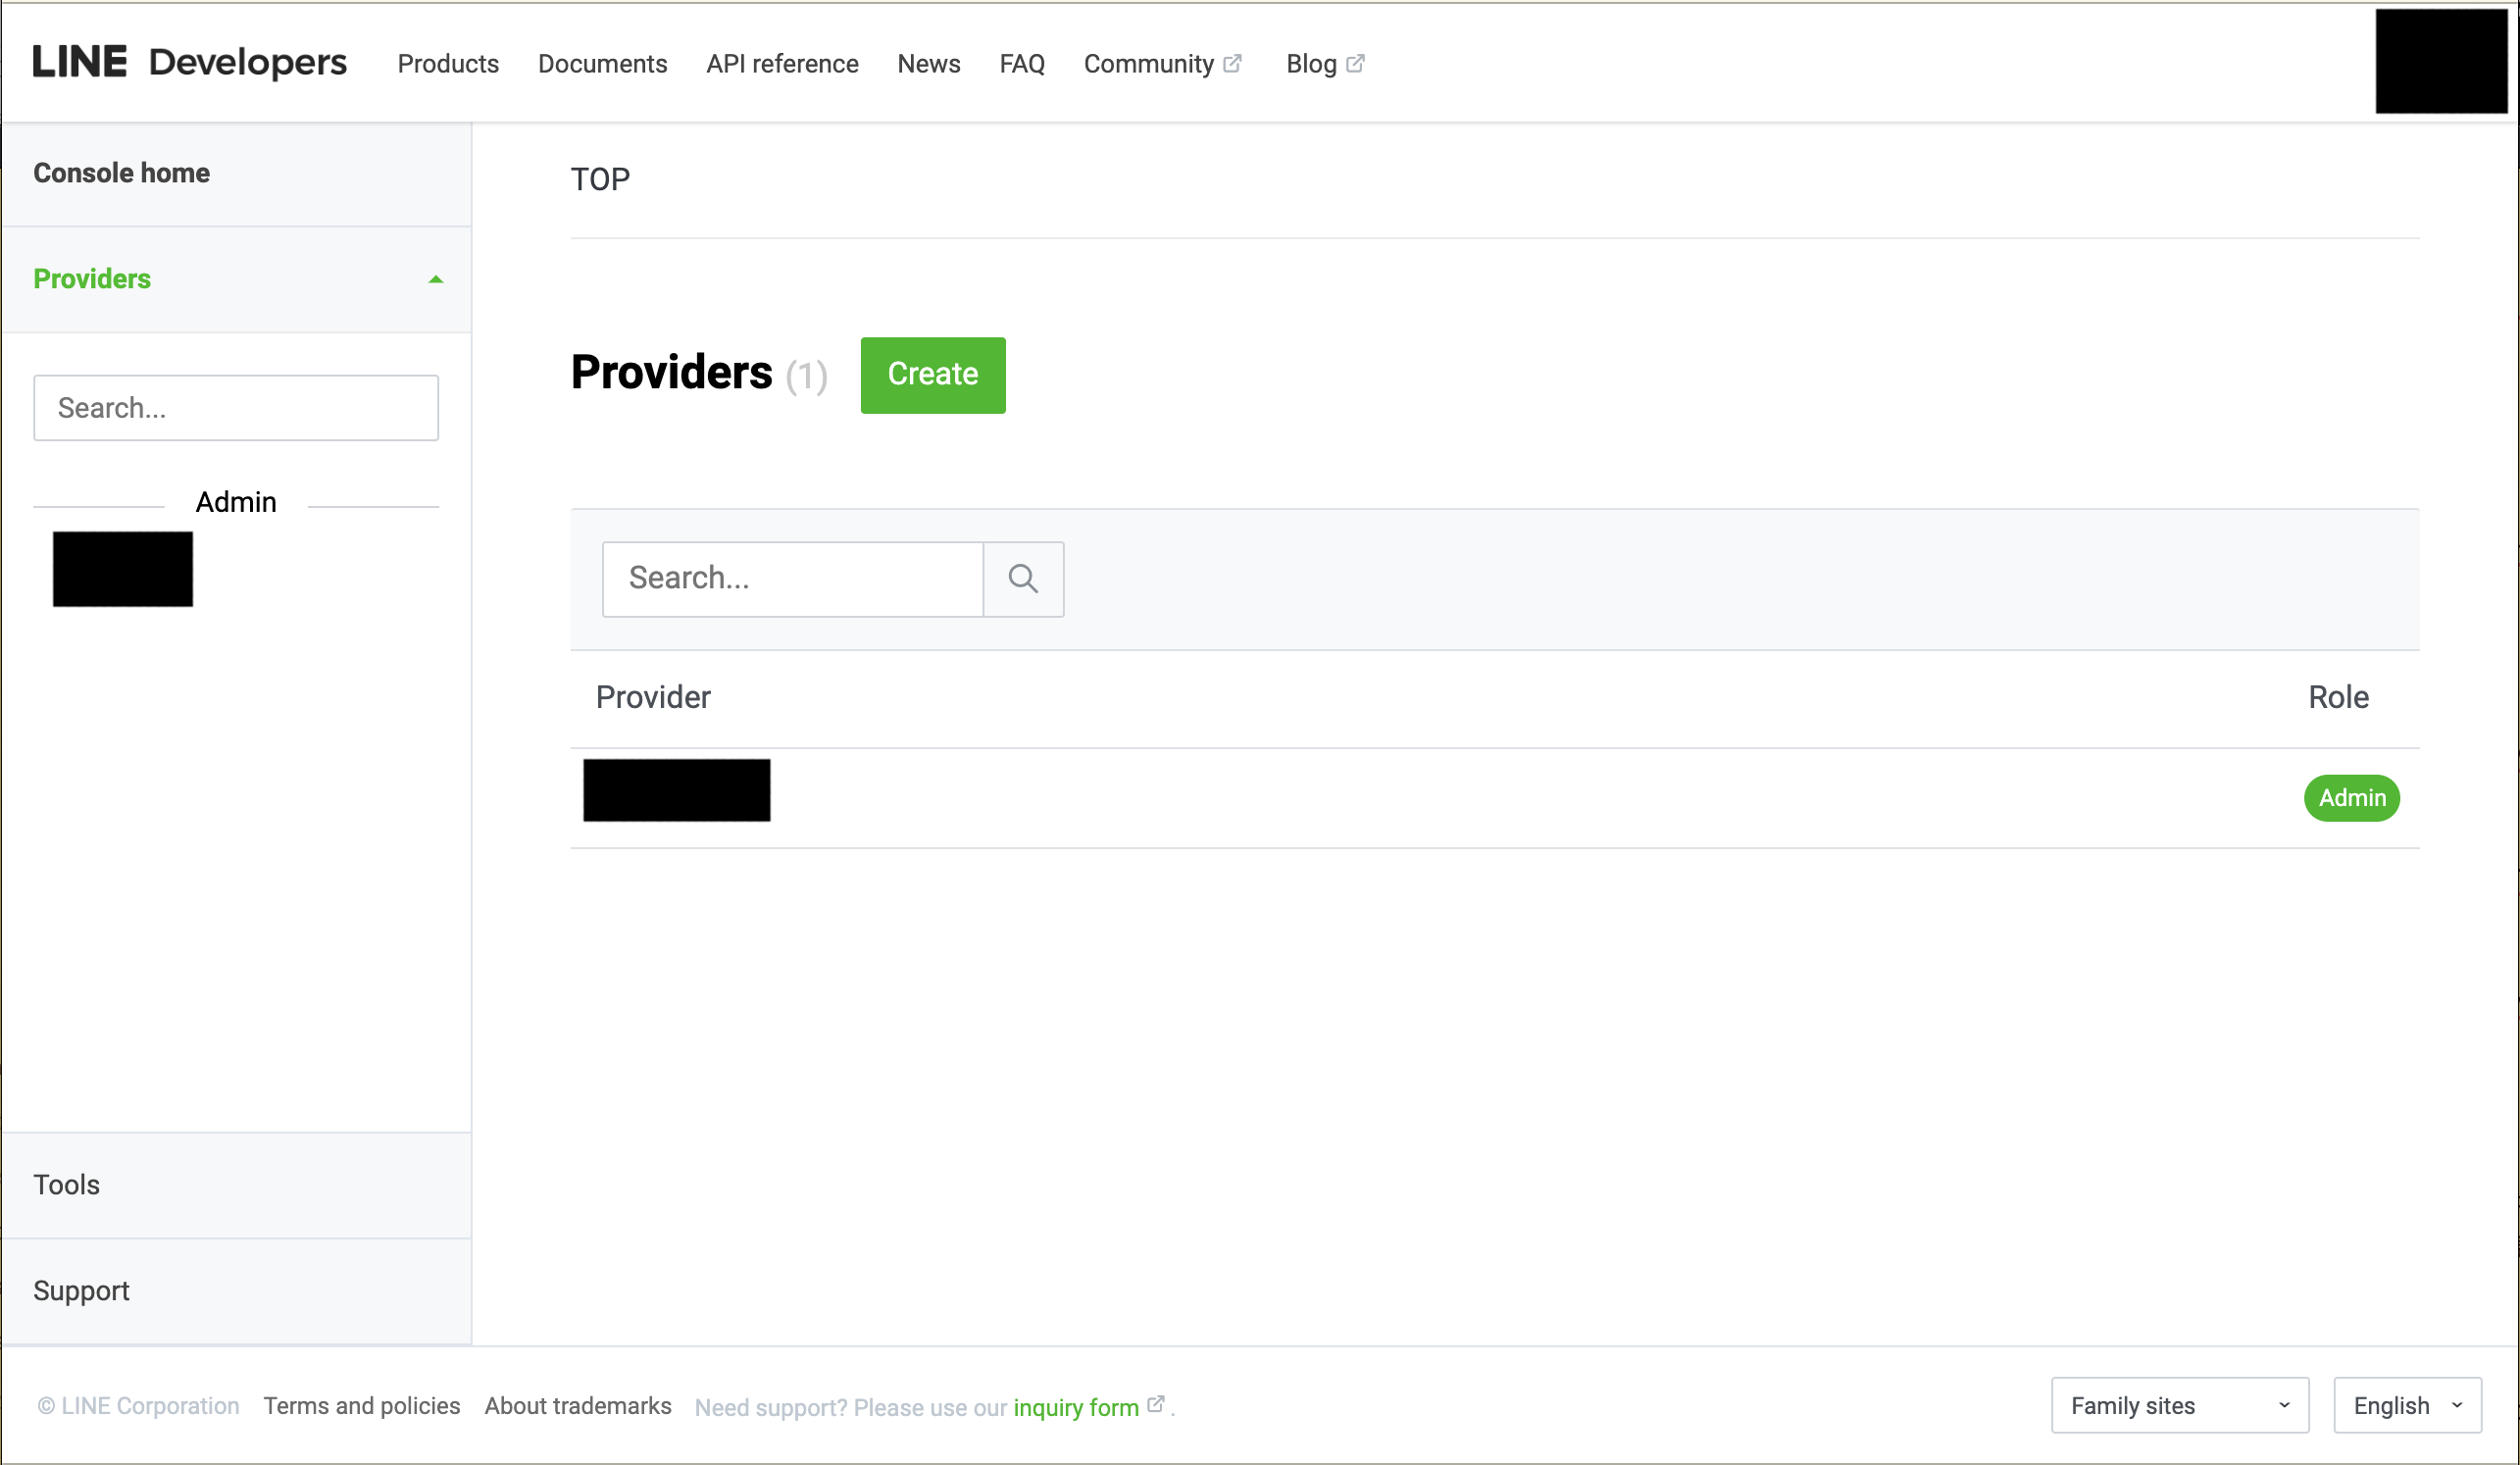 LINE Developers Products Documents API reference News FAQ Community Blog
Console home
Providers
Search...
Admin
Tools
Support
TOP
Providers (1) Create
Search...
Provider Role
Admin
© LINE Corporation Terms and policies About trademarks Need support? Please use our inquiry form .
Family sites English